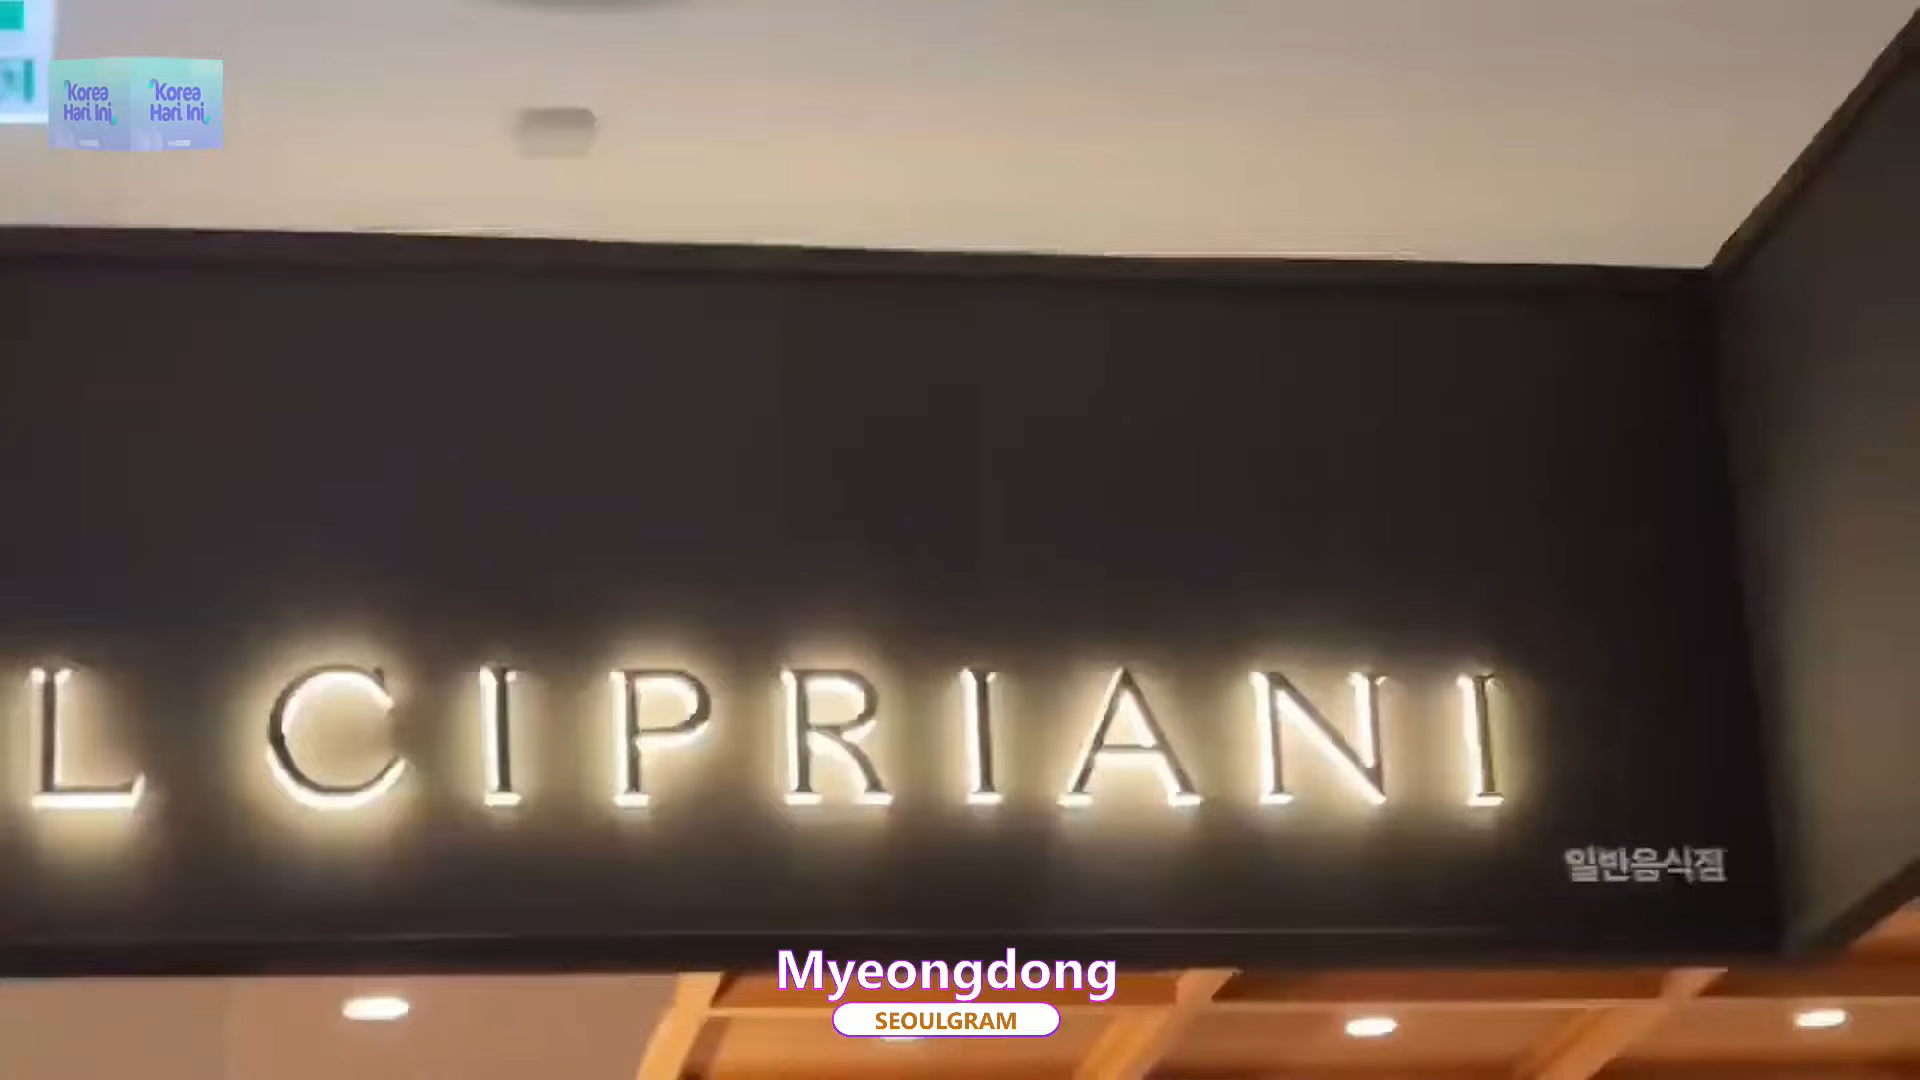 Korea
Hari Ini
Korea
Hari Ini
L CIPRIANI
일반음식점
Myeongdong
SEOULGRAM